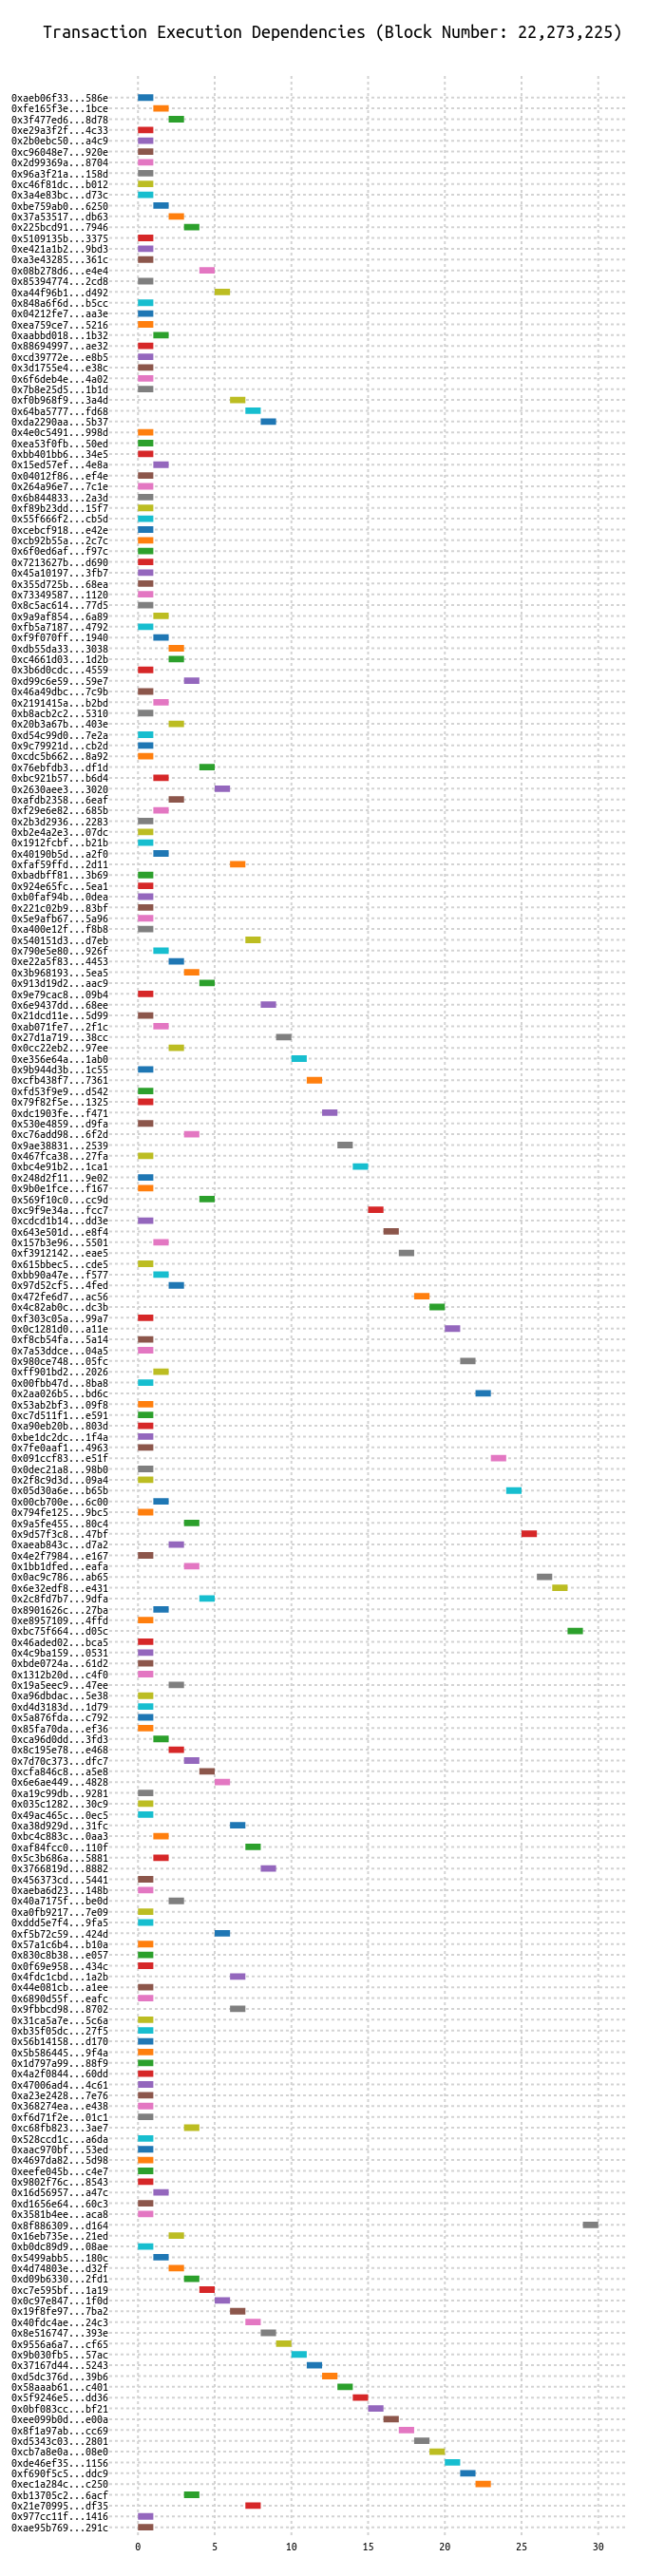 Transaction Execution Dependencies (Block Number: 22,273,225)
0xaeb06f33...586e
0xfe165f3e...1bce
0x3f477ed6...8d78
0xe29a3f2f...4c33
0x2b0ebc50...a4c9
0xc96048e7...920e
0x2d99369a...8704
0x96a3f21a...158d
0xc46f81dc...b012
0x3a4e83bc...d73c
0xbe759ab0...6250
0x37a53517...db63
0x225bcd91...7946
0x5109135b...3375
0xe421a1b2...9bd3
0xa3e43285...361c
0x08b278d6...e4e4
0x85394774...2cd8
0xa44f96b1...d492
0x848a6f6d...b5cc
0x04212fe7...aa3e
0xea759ce7...5216
0xaabbd018...1b32
0x88694997...ae32
0xcd39772e...e8b5
0x3d1755e4...e38c
0x6f6deb4e...4a02
0x7b8e25d5...1b1d
0xf0b968f9...3a4d
0x64ba5777...fd68
0xda2290aa...5b37
0x4e0c5491...998d
0xea53f0fb...50ed
0xbb401bb6...34e5
0x15ed57ef...4e8a
0x04012f86...ef4e
0x264a96e7...7c1e
0x6b844833...2a3d
0xf89b23dd...15f7
0x55f666f2...cb5d
0xcebcf918...e42e
0xcb92b55a...2c7c
0x6f0ed6af...f97c
0x7213627b...d690
0x45a10197...3fb7
0x355d725b...68ea
0x73349587...1120
0x8c5ac614...77d5
0x9a9af854...6a89
0xfb5a7187...4792
0xf9f070ff...1940
0xdb55da33...3038
0xc4661d03...1d2b
0x3b6d0cdc...4559
0xd99c6e59...59e7
0x46a49dbc...7c9b
0x2191415a...b2bd
0xb8acb2c2...5310
0x20b3a67b...403e
0xd54c99d0...7e2a
0x9c79921d...cb2d
0xcdc5b662...8a92
0x76ebfdb3...df1d
0xbc921b57...b6d4
0x2630aee3...3020
0xafdb2358...6eaf
0xf29e6e82...685b
0x2b3d2936...2283
0xb2e4a2e3...07dc
0x1912fcbf...b21b
0x40190b5d...a2f0
0xfaf59ffd...2d11
0xbadbff81...3b69
0x924e65fc...5ea1
0xb0faf94b...0dea
0x221c02b9...83bf
0x5e9afb67...5a96
0xa400e12f...f8b8
0x540151d3...d7eb
0x790e5e80...926f
0xe22a5f83...4453
0x3b968193...5ea5
0x913d19d2...aac9
0x9e79cac8...09b4
0x6e9437dd...68ee
0x21dcd11e...5d99
0xab071fe7...2f1c
0x27d1a719...38cc
0x0cc22eb2...97ee
0xe356e64a...1ab0
0x9b944d3b...1c55
0xcfb438f7...7361
0xfd53f9e9...d542
0x79f82f5e...1325
0xdc1903fe...f471
0x530e4859...d9fa
0xc76add98...6f2d
0x9ae38831...2539
0x467fca38...27fa
0xbc4e91b2...1ca1
0x248d2f11...9e02
0x9b0e1fce...f167
0x569f10c0...cc9d
0xc9f9e34a...fcc7
0xcdcd1b14...dd3e
0x643e501d...e8f4
0x157b3e96...5501
0xf3912142...eae5
0x615bbec5...cde5
0xbb90a47e...f577
0x97d52cf5...4fed
0x472fe6d7...ac56
0x4c82ab0c...dc3b
0xf303c05a...99a7
0x0c1281d0...a11e
0xf8cb54fa...5a14
0x7a53ddce...04a5
0x980ce748...05fc
0xff901bd2...2026
0x00fbb47d...8ba8
0x2aa026b5...bd6c
0x53ab2bf3...09f8
0xc7d511f1...e591
0xa90eb20b...803d
0xbe1dc2dc...1f4a
0x7fe0aaf1...4963
0x091ccf83...e51f
0x0dec21a8...98b0
0x2f8c9d3d...09a4
0x05d30a6e...b65b
0x00cb700e...6c00
0x794fe125...9bc5
0x9a5fe455...80c4
0x9d57f3c8...47bf
0xaeab843c...d7a2
0x4e2f7984...e167
0x1bb1dfed...eafa
0x0ac9c786...ab65
0x6e32edf8...e431
0x2c8fd7b7...9dfa
0x8901626c...27ba
0xe8957109...4ffd
0xbc75f664...d05c
0x46aded02...bca5
0x4c9ba159...0531
0xbde0724a...61d2
0x1312b20d...c4f0
0x19a5eec9...47ee
0xa96dbdac...5e38
0xd4d3183d...1d79
0x5a876fda...c792
0x85fa70da...ef36
0xca96d0dd...3fd3
0x8c195e78...e468
0x7d70c373...dfc7
0xcfa846c8...a5e8
0x6e6ae449...4828
0xa19c99db...9281
0x035c1282...30c9
0x49ac465c...0ec5
0xa38d929d...31fc
0xbc4c883c...0aa3
0xaf84fcc0...110f
0x5c3b686a...5881
0x3766819d...8882
0x456373cd...5441
0xaeba6d23...148b
0x40a7175f...be0d
0xa0fb9217...7e09
0xddd5e7f4...9fa5
0xf5b72c59...424d
0x57a1c6b4...b10a
0x830c8b38...e057
0x0f69e958...434c
0x4fdc1cbd...1a2b
0x44e081cb...a1ee
0x6890d55f...eafc
0x9fbbcd98...8702
0x31ca5a7e...5c6a
0xb35f05dc...27f5
0x56b14158...d170
0x5b586445...9f4a
0x1d797a99...88f9
0x4a2f0844...60dd
0x47006ad4...4c61
0xa23e2428...7e76
0x368274ea...e438
0xf6d71f2e...01c1
0xc68fb823...3ae7
0x528ccd1c...a6da
0xaac970bf...53ed
0x4697da82...5d98
0xeefe045b...c4e7
0x9802f76c...8543
0x16d56957...a47c
0xd1656e64...60c3
0x3581b4ee...aca8
0x8f886309...d164
0x16eb735e...21ed
0xb0dc89d9...08ae
0x5499abb5...180c
0x4d74803e...d32f
0xd09b6330...2fd1
0xc7e595bf...1a19
0x0c97e847...1f0d
0x19f8fe97...7ba2
0x40fdc4ae...24c3
0x8e516747...393e
0x9556a6a7...cf65
0x9b030fb5...57ac
0x37167d44...5243
0xd5dc376d...39b6
0x58aaab61...c401
0x5f9246e5...dd36
0x0bf083cc...bf21
0xee099b0d...e00a
0x8f1a97ab...cc69
0xd5343c03...2801
0xcb7a8e0a...08e0
0xde46ef35...1156
0xf690f5c5...ddc9
0xec1a284c...c250
0xb13705c2...6acf
0x21e70995...df35
0x977cc11f...1416
0xae95b769...291c
0 5 10 15 20 25 30